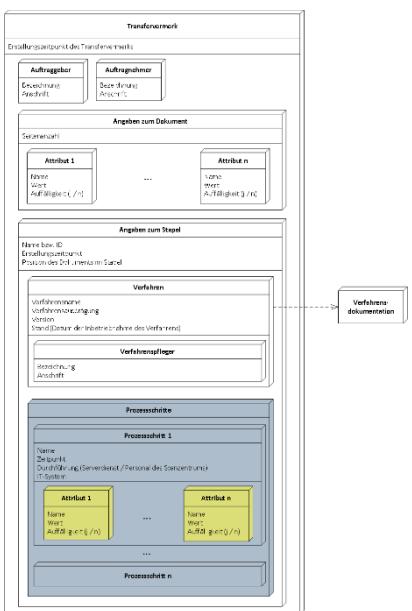 Transfervermerk
Erstellungszeitpunkt des Transfervermerks
Auftraggeber
Bezeichnung
Anschrift
Auftragnehmer
Bezeichnung
Anschrift
Angaben zum Dokument
Seitenanzahl
Attribut 1
Name
Wert
Auffälligkeit (j / n)
...
Attribut n
Name
Wert
Auffälligkeit (j / n)
Angaben zum Stapel
Name bzw. ID
Erstellungszeitpunkt
Position des Dokuments im Stapel
Verfahren
Verfahrensname
Verfahrensausprägung
Version
Stand (Datum der Inbetriebnahme des Verfahrens)
Verfahrenspfleger
Bezeichnung
Anschrift
Verfahrens-
dokumentation
Prozessschritte
Prozessschritt 1
Name
Zeitpunkt
Durchführung (Serverdienst / Personal des Scanzentrums)
IT-System
Attribut 1
Name
Wert
Auffälligkeit (j / n)
...
Attribut n
Name
Wert
Auffälligkeit (j / n)
...
Prozessschritt n